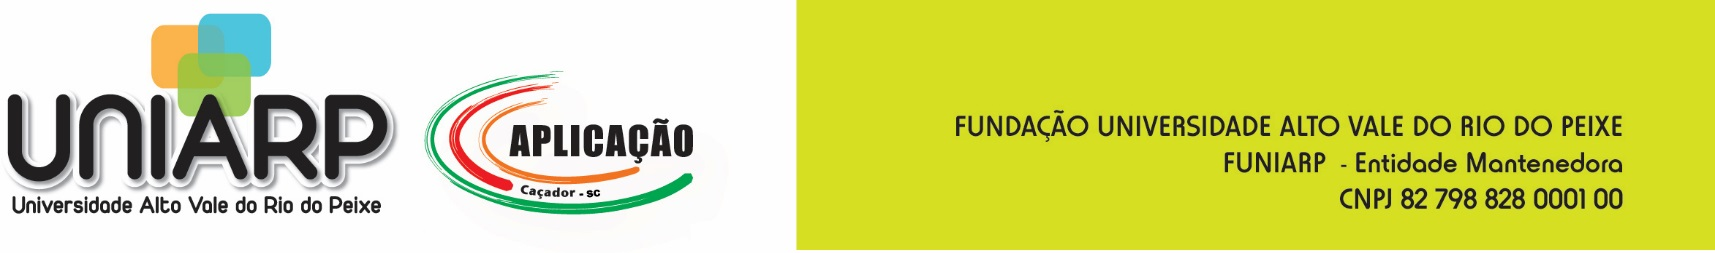 UNIARP
Universidade Alto Vale do Rio do Peixe
APLICAÇÃO
Caçador - SC
FUNDAÇÃO UNIVERSIDADE ALTO VALE DO RIO DO PEIXE
FUNIARP - Entidade Mantenedora
CNPJ 82 798 828 0001 00